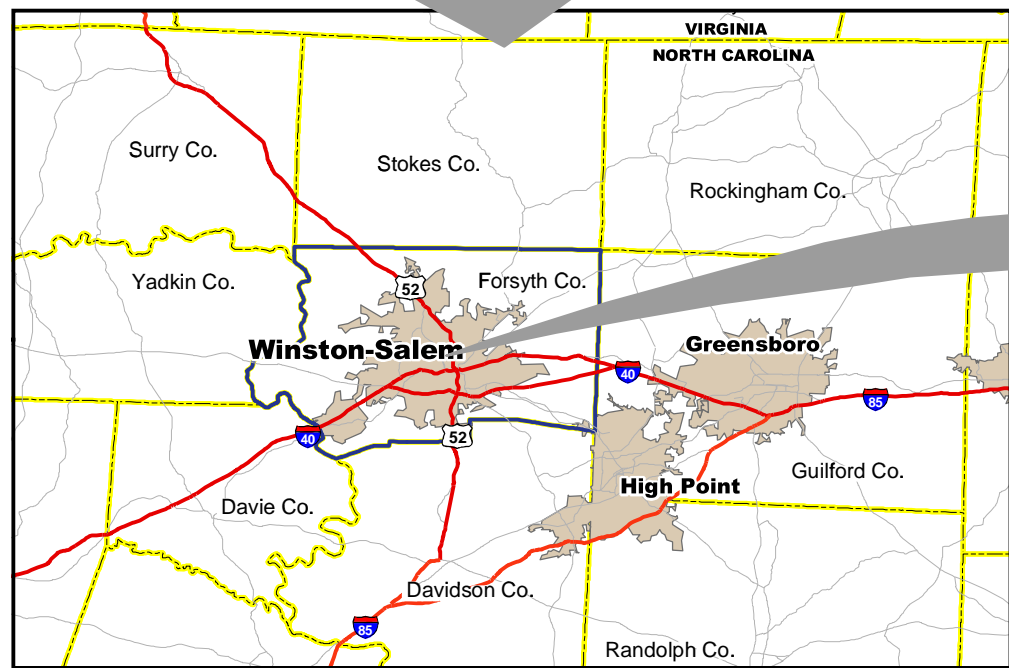 VIRGINIA
NORTH CAROLINA
Surry Co.
Stokes Co.
Rockingham Co.
Yadkin Co.
52
Forsyth Co.
Winston-Salem
Greensboro
40
85
40
52
High Point
Guilford Co.
Davie Co.
Davidson Co.
85
Randolph Co.